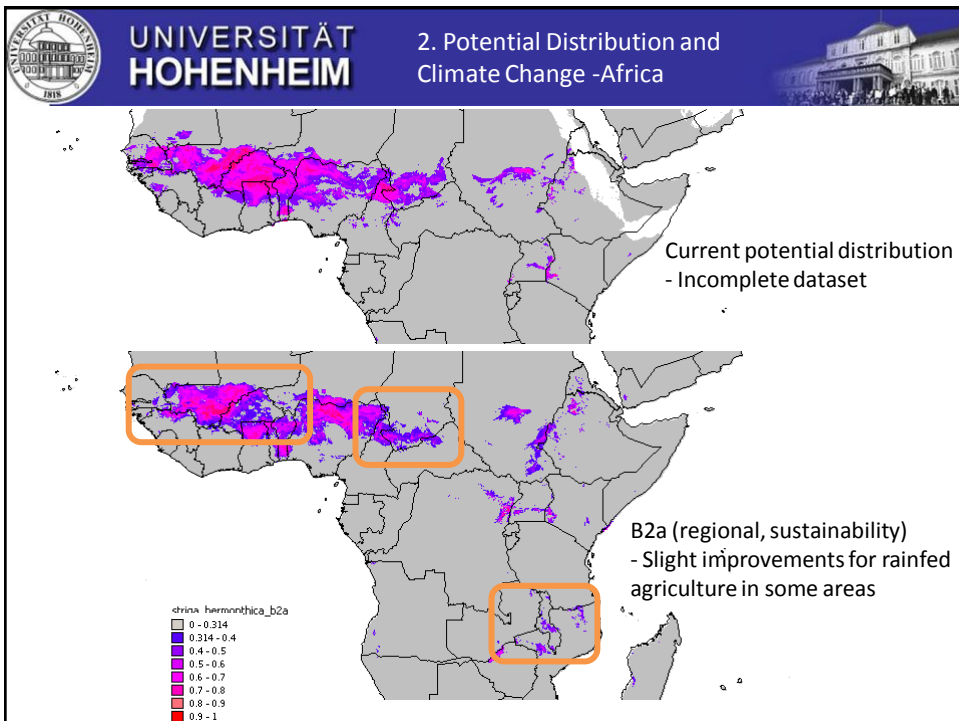 UNIVERSITÄT
HOHENHEIM
1818
2. Potential Distribution and
Climate Change -Africa
Current potential distribution
- Incomplete dataset
B2a (regional, sustainability)
- Slight improvements for rainfed
agriculture in some areas
striga_hermonthica_b2a
0 - 0.314
0.314 - 0.4
0.4 - 0.5
0.5 - 0.6
0.6 - 0.7
0.7 - 0.8
0.8 - 0.9
0.9 - 1